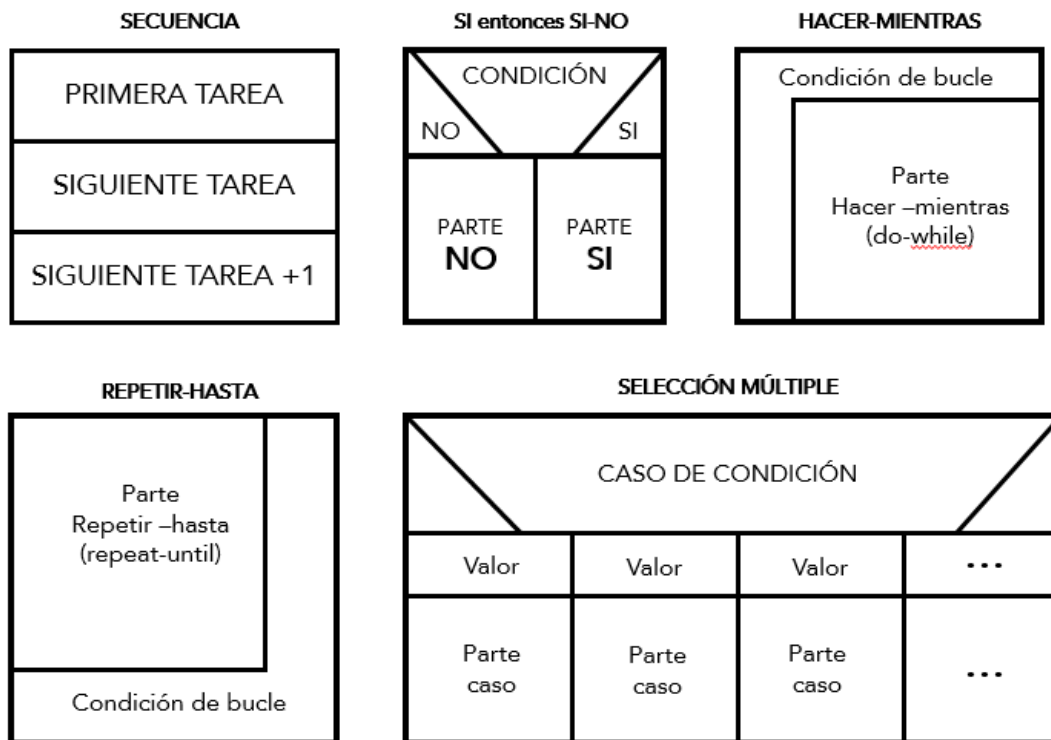 SECUENCIA
PRIMERA TAREA
SIGUIENTE TAREA
SIGUIENTE TAREA +1
SI entonces SI-NO
CONDICIÓN
NO
SI
PARTE
NO
PARTE
SI
HACER-MIENTRAS
Condición de bucle
Parte
Hacer –mientras
(do-while)
REPETIR-HASTA
Parte
Repetir –hasta
(repeat-until)
Condición de bucle
SELECCIÓN MÚLTIPLE
CASO DE CONDICIÓN
Valor
Valor
Valor
...
Parte
caso
Parte
caso
Parte
caso
...